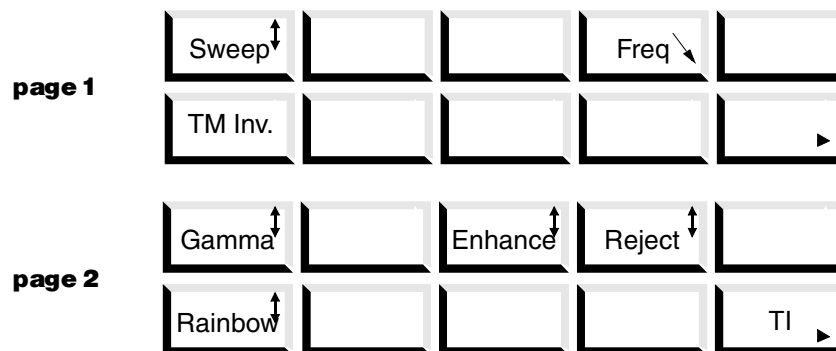 Sweep Freq
page 1
TM Inv.
Gamma Enhance Reject
page 2
Rainbow TI